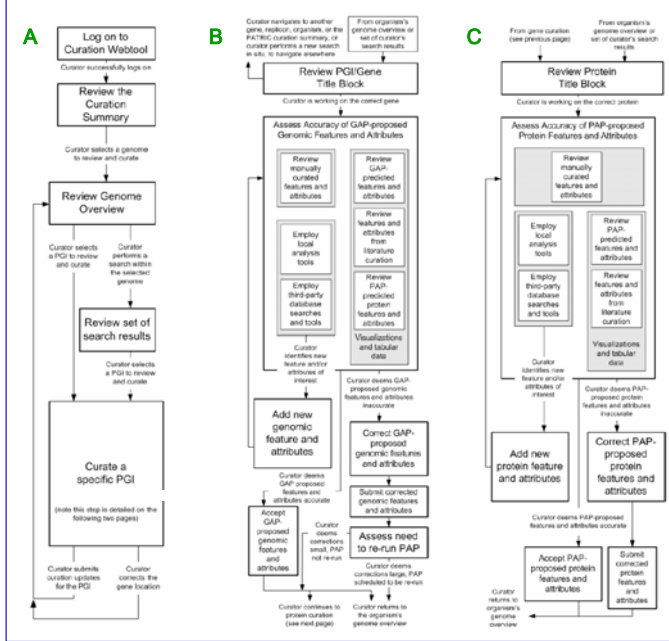 A
Log on to
Curation Webtool
Curator successfully logs on
Review the
Curation
Summary
Curator selects a genome
to review and curate
Review Genome
Overview
Curator selects
a PGI to review
and curate
Curator
performs a
search within
the selected
genome
Review set of
search results
Curator selects a
PGI to review
and curate
Curate a
specific PGI
(note this step is detailed on the
following two pages)
Curator submits
curation updates
for the PGI
Curator
corrects the
gene location
B
Curator navigates to another
gene, replicon, organism, or the
PATRIC curation summary, or
curator performs a new search
in situ, to navigate elsewhere
From organism's
genome overview or
set of curator's
search results
Review PGI/Gene
Title Block
Curator is working on the correct gene
Assess Accuracy of GAP-proposed
Genomic Features and Attributes
Review
manually
curated
features and
attributes
Review
GAP-
predicted
features and
attributes
Employ
local
analysis
tools
Review
features and
attributes
from
literature
curation
Employ
third-party
database
searches
and tools
Review
PAP-
predicted
protein
features and
attributes
Visualizations
and tabular
data
Curator
identifies new
feature and/or
attributes of
interest
Curator deems GAP-
proposed genomic
features and attributes
inaccurate
Add new
genomic
feature and
attributes
Correct GAP-
proposed
genomic features
and attributes
Curator deems
GAP proposed
features and
attributes accurate
Submit corrected
genomic features
and attributes
Accept
GAP-
proposed
genomic
features
and
attributes
Curator deems
corrections
small, PAP
not re-run
Assess need
to re-run PAP
Curator deems
corrections large, PAP
scheduled to be re-run
Curator continues to
protein curation
(see next page)
Curator returns to
the organism's
genome overview
C
From gene curation
(see previous page)
From organism's
genome overview or
set of curator's search
results
Review Protein
Title Block
Curator is working on the correct protein
Assess Accuracy of PAP-proposed
Protein Features and Attributes
Review
manually
curated
features and
attributes
Employ
local
analysis
tools
Review
PAP-
predicted
features and
attributes
Employ
third-party
database
searches
and tools
Review
features
and
attributes
from
literature
curation
Visualizations
and tabular
data
Curator
identifies new
feature and/or
attributes
of interest
Curator deems PAP-
proposed protein
features and attributes
inaccurate
Add new
protein feature
and attributes
Correct PAP-
proposed
protein
features and
attributes
Curator deems PAP-proposed
features and attributes accurate
Accept PAP-
proposed protein
features and
attributes
Submit
corrected
protein
features
and
attributes
Curator
returns to
organism's
genome
overview